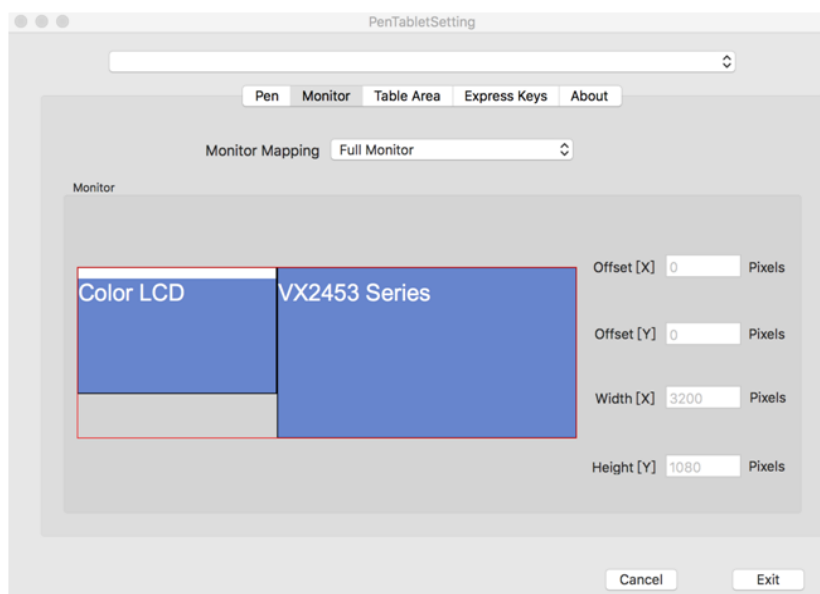 PenTabletSetting
Pen Monitor Table Area Express Keys About
Monitor Mapping Full Monitor
Monitor
Color LCD VX2453 Series
Offset [X] 0 Pixels
Offset [Y] 0 Pixels
Width [X] 3200 Pixels
Height [Y] 1080 Pixels
Cancel Exit